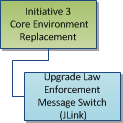 Initiative 3
Core Environment
Replacement
Upgrade Law
Enforcement
Message Switch
(JLink)